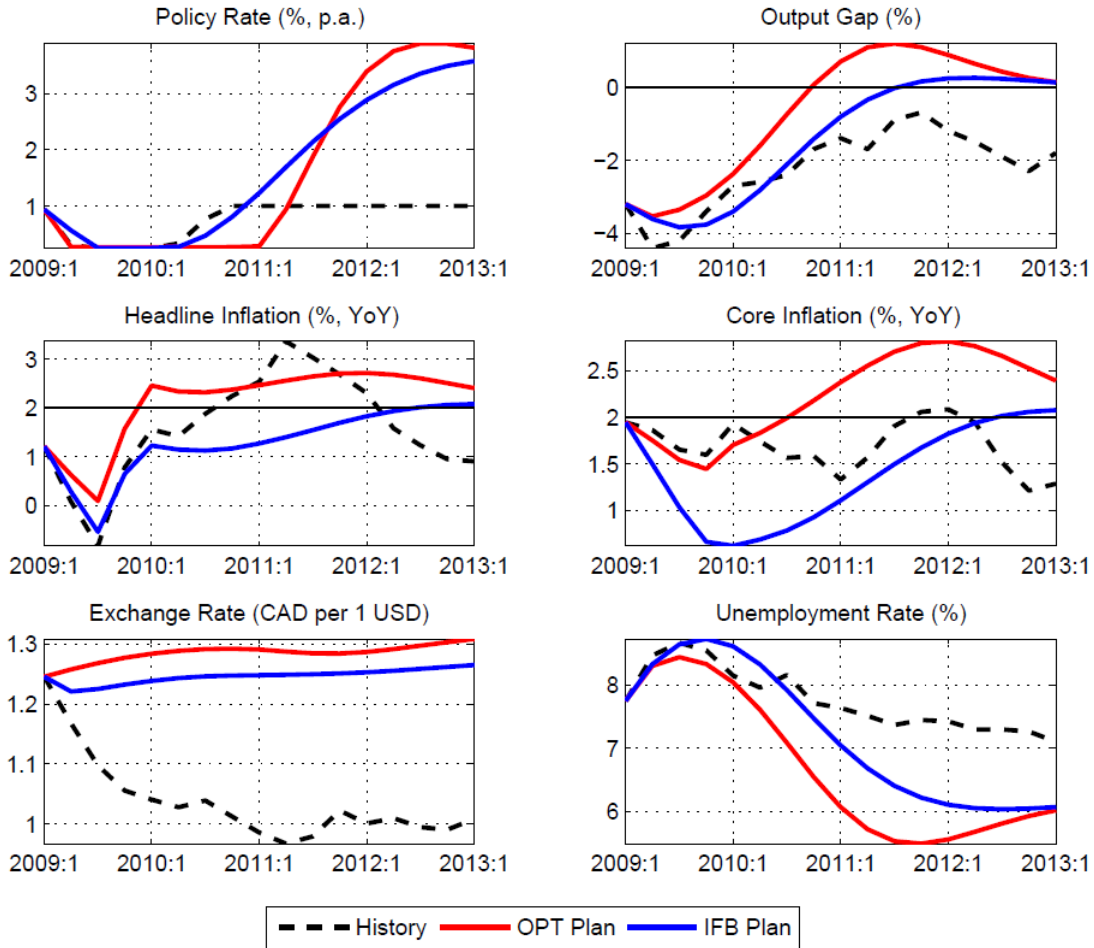 Policy Rate (%, p.a.)
3
2
1
2009:1 2010:1 2011:1 2012:1 2013:1
Output Gap (%)
0
−2
−4
2009:1 2010:1 2011:1 2012:1 2013:1
Headline Inflation (%, YoY)
3
2
1
0
2009:1 2010:1 2011:1 2012:1 2013:1
Core Inflation (%, YoY)
2.5
2
1.5
1
2009:1 2010:1 2011:1 2012:1 2013:1
Exchange Rate (CAD per 1 USD)
1.3
1.2
1.1
1
2009:1 2010:1 2011:1 2012:1 2013:1
Unemployment Rate (%)
8
7
6
2009:1 2010:1 2011:1 2012:1 2013:1
History OPT Plan IFB Plan